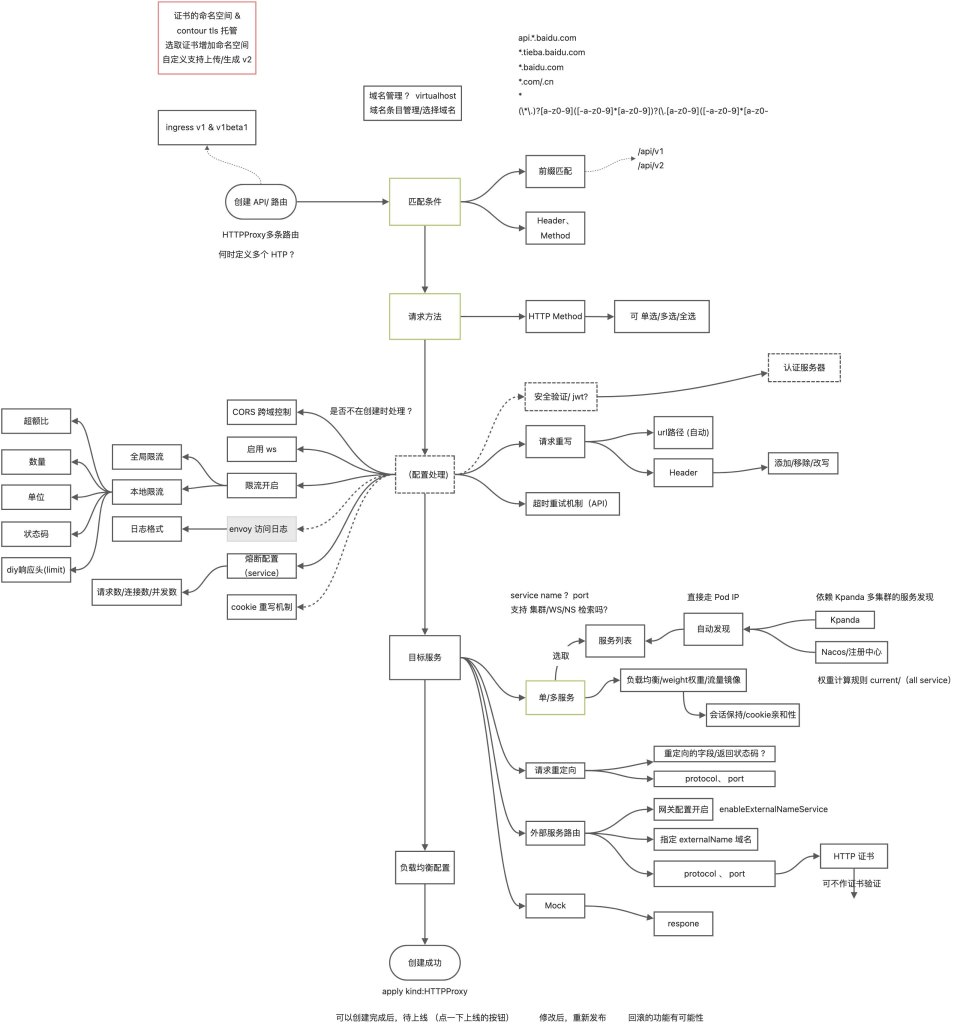 证书的命名空间 &
contour tls 托管
选取证书增加命名空间
自定义支持上传/生成 v2
api.*.baidu.com
*.tieba.baidu.com
*.baidu.com
*.com/.cn
*
(\*\.)?[a-z0-9]([-a-z0-9]*[a-z0-9])?(\.[a-z0-9]([-a-z0-9]*[a-z0-
域名管理？ virtualhost
域名条目管理/选择域名
ingress v1 & v1beta1
/api/v1
/api/v2
前缀匹配
创建 API/ 路由
匹配条件
Header、
Method
HTTPProxy多条路由
何时定义多个 HTP？
请求方法
HTTP Method
可 单选/多选/全选
认证服务器
安全验证/ jwt?
CORS 跨域控制
是否不在创建时处理？
超额比
url路径 (自动)
请求重写
启用 ws
全局限流
数量
(配置处理)
Header
添加/移除/改写
限流开启
本地限流
单位
超时重试机制（API）
envoy 访问日志
日志格式
状态码
熔断配置
（service）
diy响应头(limit)
请求数/连接数/并发数
cookie 重写机制
service name？ port
支持 集群/WS/NS 检索吗?
直接走 Pod IP
依赖 Kpanda 多集群的服务发现
Kpanda
自动发现
服务列表
Nacos/注册中心
选取
目标服务
负载均衡/weight权重/流量镜像
权重计算规则 current/（all service）
单/多服务
会话保持/cookie亲和性
重定向的字段/返回状态码？
请求重定向
protocol、 port
网关配置开启
enableExternalNameService
外部服务路由
指定 externalName 域名
HTTP 证书
负载均衡配置
protocol 、 port
可不作证书验证
Mock
respone
创建成功
apply kind:HTTPProxy
可以创建完成后，待上线 （点一下上线的按钮）
修改后，重新发布
回滚的功能有可能性